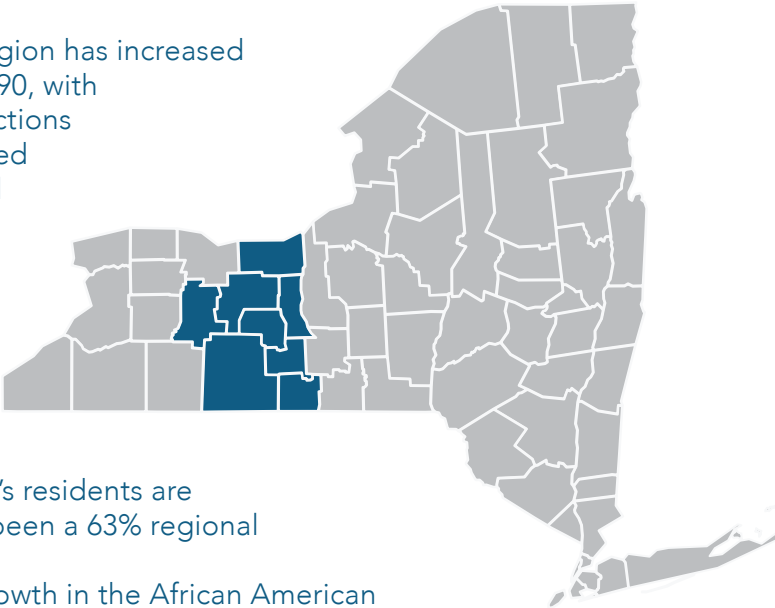 gion has increased
90, with
ctions
ed
's residents are
been a 63% regional
owth in the African American